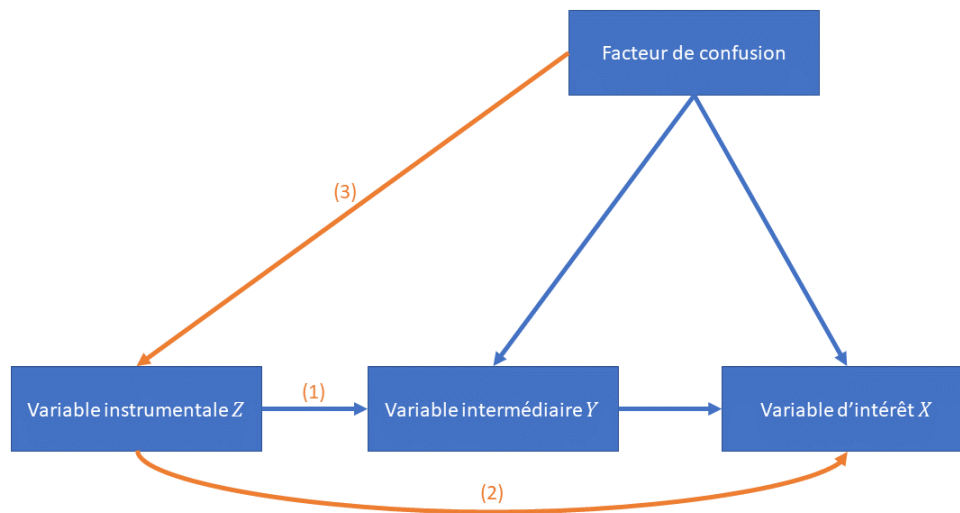 Facteur de confusion
(3)
Variable instrumentale Z
(1)
Variable intermédiaire Y
Variable d'intérêt X
(2)